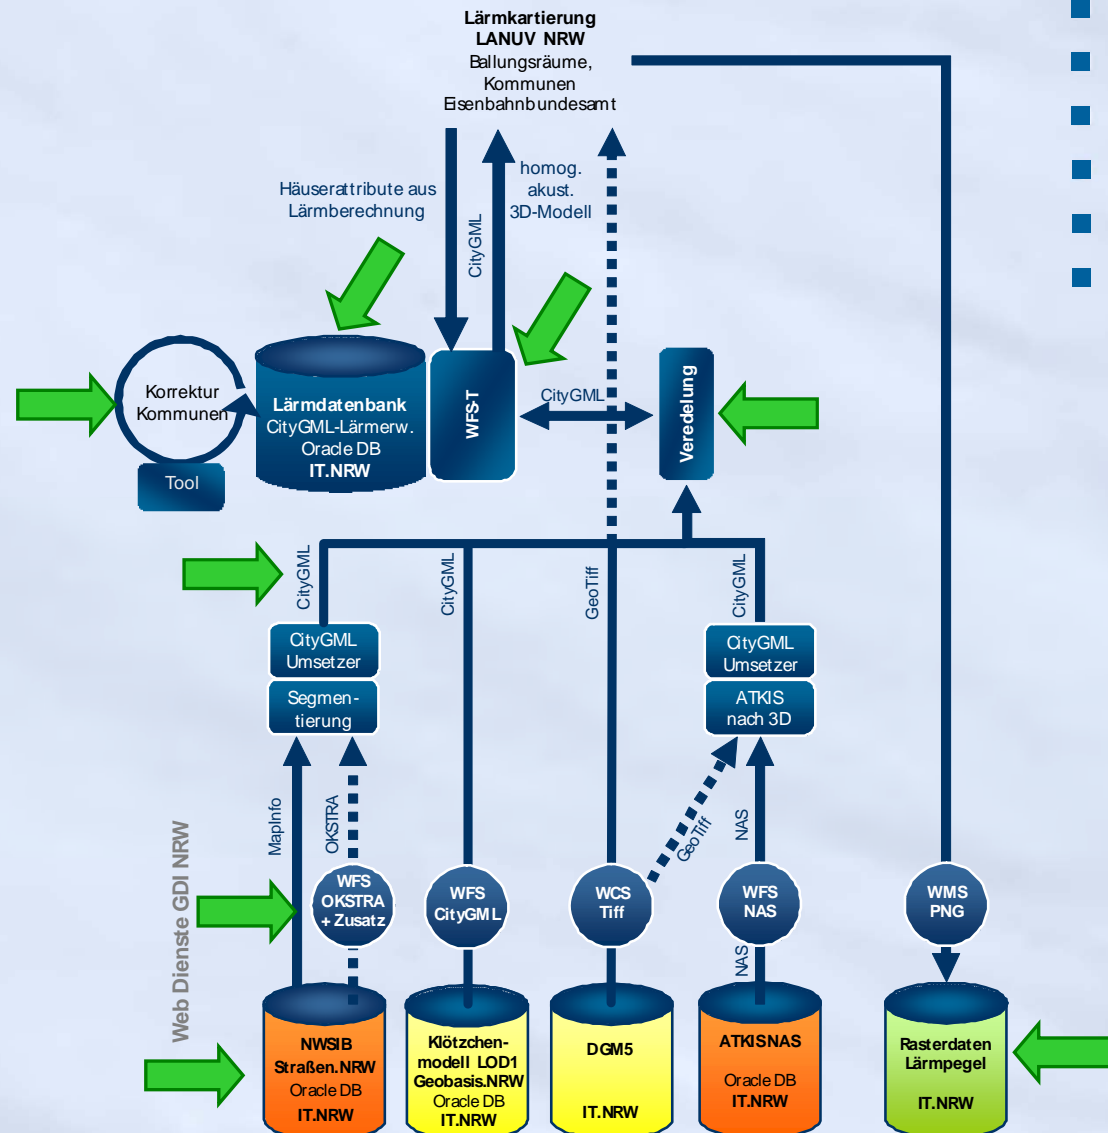 Lärmkartierung
LANUV NRW
Ballungsräume,
Kommunen
Eisenbahnbundesamt
Häuserattribute aus
Lärmberechnung
CityGML
homog.
akust.
3D-Modell
Korrektur
Kommunen
Tool
Lärmdatenbank
CityGML-Lärmerw.
Oracle DB
IT.NRW
WFS-T
CityGML
Veredelung
CityGML
CityGML
GeoTiff
CityGML
CityGML
Umsetzer
Segmen-
tierung
CityGML
Umsetzer
ATKIS
nach 3D
MapInfo
OKSTRA
GeoTiff
NAS
Web Dienste GDI NRW
WFS
OKSTRA
+ Zusatz
WFS
CityGML
WCS
Tiff
WFS
NAS
WMS
PNG
NAS
NWSIB
Straßen.NRW
Oracle DB
IT.NRW
Klötzchen-
modell LOD1
Geobasis.NRW
Oracle DB
IT.NRW
DGM5
IT.NRW
ATKISNAS
Oracle DB
IT.NRW
Rasterdaten
Lärmpegel
IT.NRW